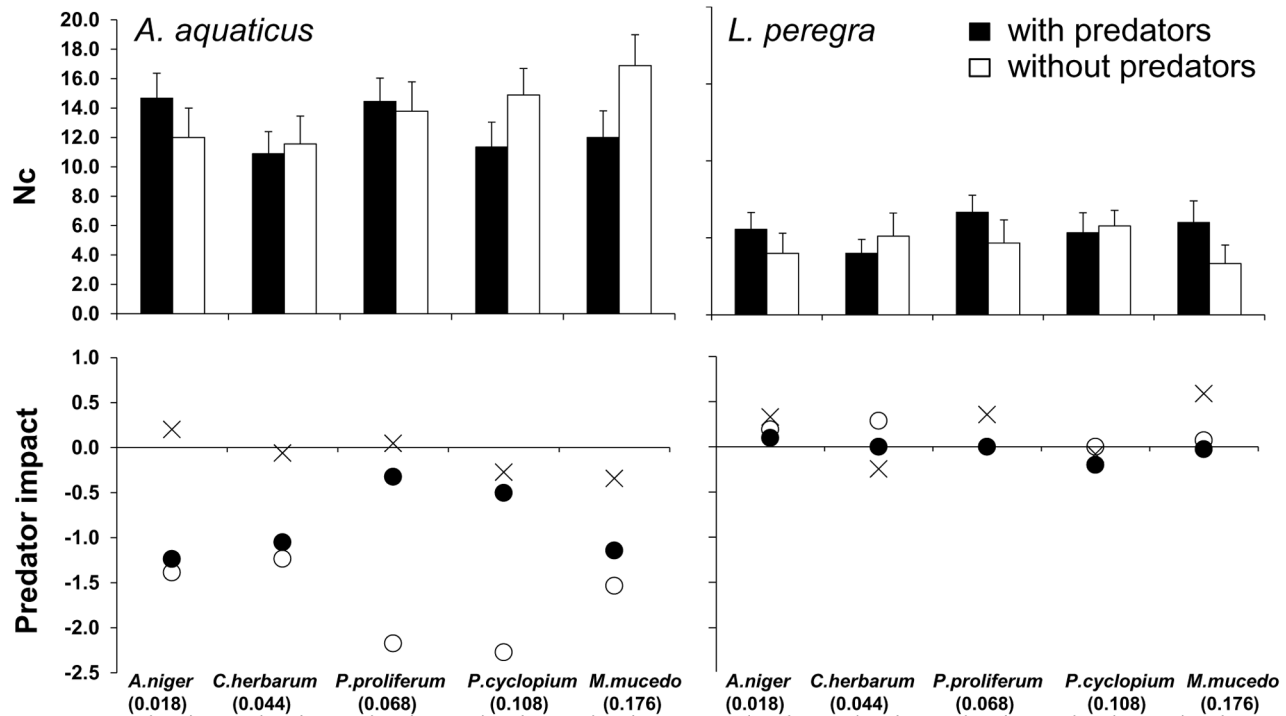 A. aquaticus
L. peregra
with predators
without predators
Nc
20.0
18.0
16.0
14.0
12.0
10.0
8.0
6.0
4.0
2.0
0.0
Predator impact
1.0
0.5
0.0
-0.5
-1.0
-1.5
-2.0
-2.5
A.niger C.herbarum P.proliferum P.cyclopium M.mucedo
(0.018) (0.044) (0.068) (0.108) (0.176)
A.niger C.herbarum P.proliferum P.cyclopium M.mucedo
(0.018) (0.044) (0.068) (0.108) (0.176)